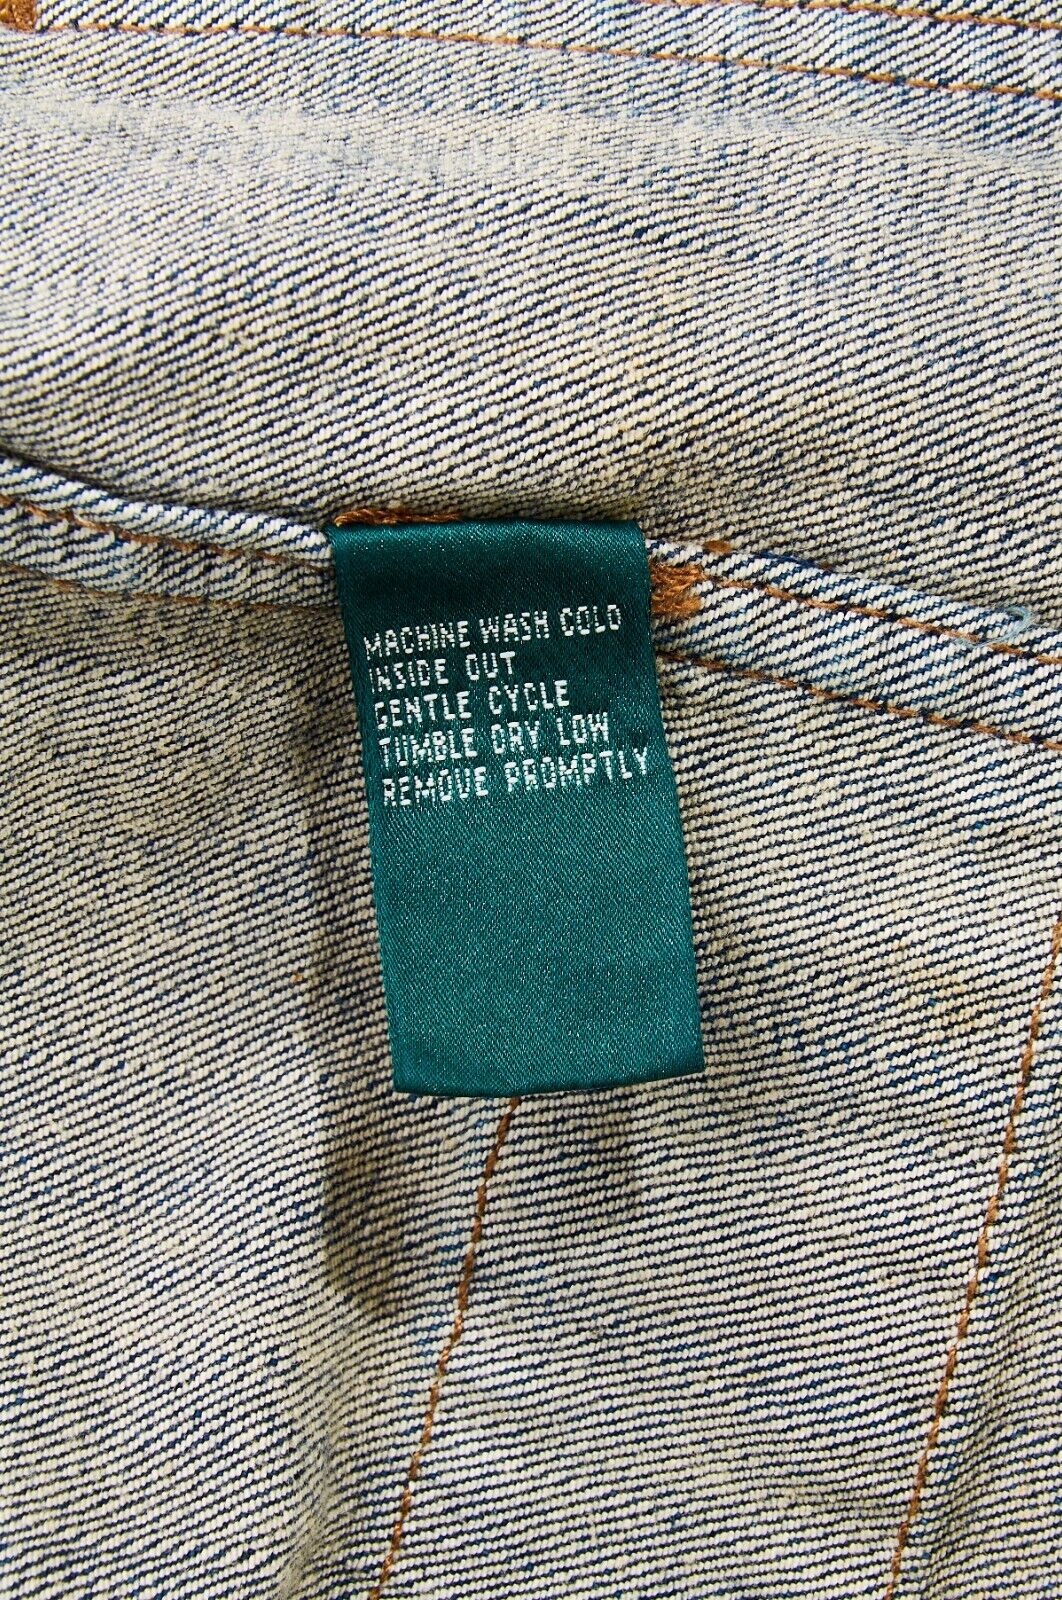 MACHINE WASH COLD
INSIDE OUT
GENTLE CYCLE
TUMBLE DRY LOW
REMOVE PROMPTLY